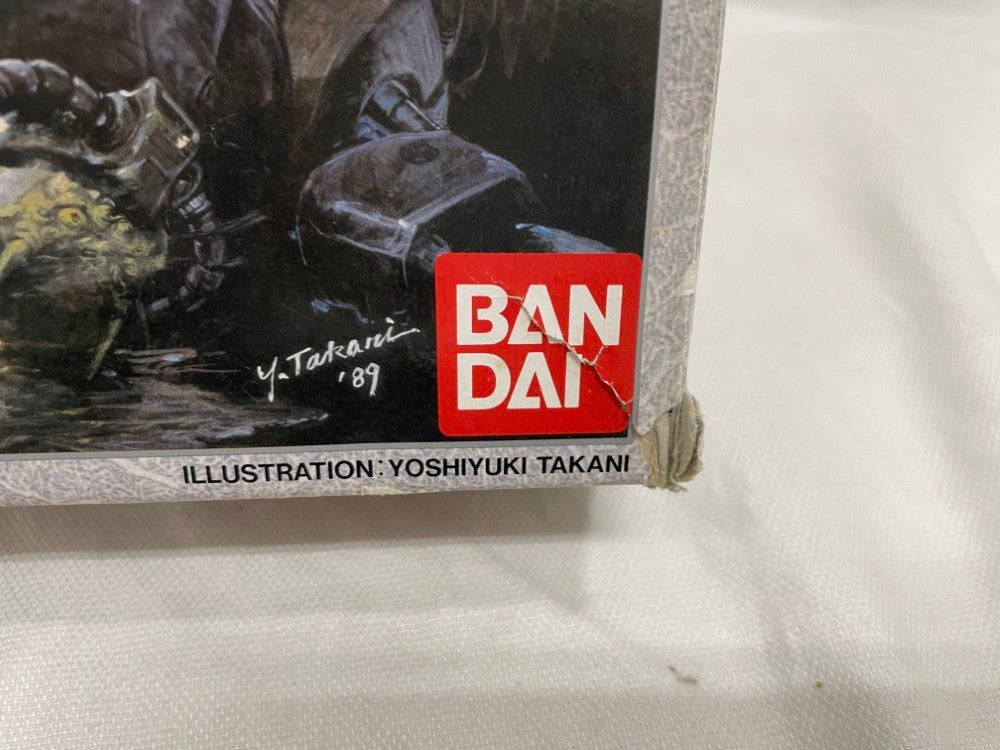 Y. Takani
'89
BAN
DAI
ILLUSTRATION:YOSHIYUKI TAKANI